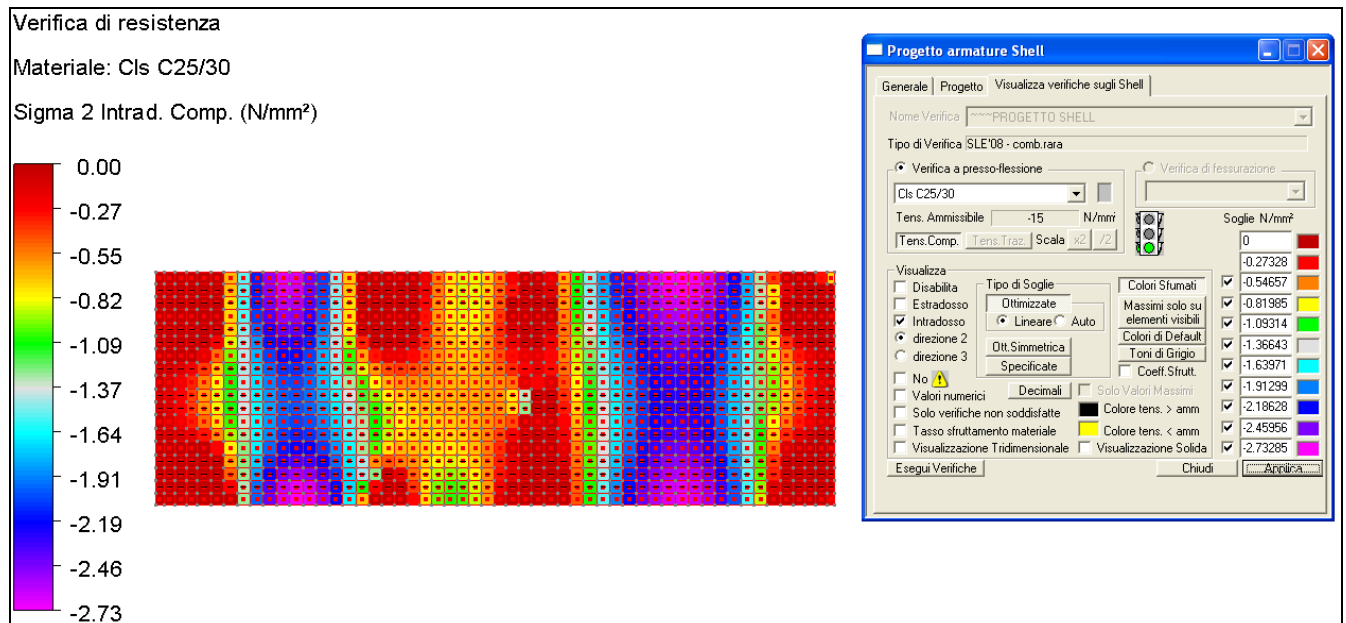 Verifica di resistenza
Materiale: Cls C25/30
Sigma 2 Intrad. Comp. (N/mm²)
0.00
-0.27
-0.55
-0.82
-1.09
-1.37
-1.64
-1.91
-2.19
-2.46
-2.73
Progetto armature Shell
Generale Progetto Visualizza verifiche sugli Shell
Nome Verifica ~~~PROGETTO SHELL
Tipo di Verifica SLE'08 - comb.rara
Verifica a presso-flessione Verifica di fessurazione
Cls C25/30
Tens. Ammissibile -15 N/mm Soglie N/mm²
Tens.Comp. Tens.Traz. Scala x2 /2
0
-0.27328
-0.54657
-0.81985
-1.09314
-1.36643
-1.63971
-1.91299
-2.18628
-2.45956
-2.73285
Visualizza
Disabilita
Estradosso
Intradosso
direzione 2
direzione 3
Tipo di Soglie
Ottimizzate
Lineare Auto
Ott.Simmetrica
Specificate
Colori Sfumati
Massimi solo su
elementi visibili
Colori di Default
Toni di Grigio
Coeff.Sfrutt.
No
Valori numerici Decimali Solo Valori Massimi
Solo verifiche non soddisfatte Colore tens. > amm
Tasso sfruttamento materiale Colore tens. < amm
Visualizzazione Tridimensionale Visualizzazione Solida
Esegui Verifiche Chiudi Applica